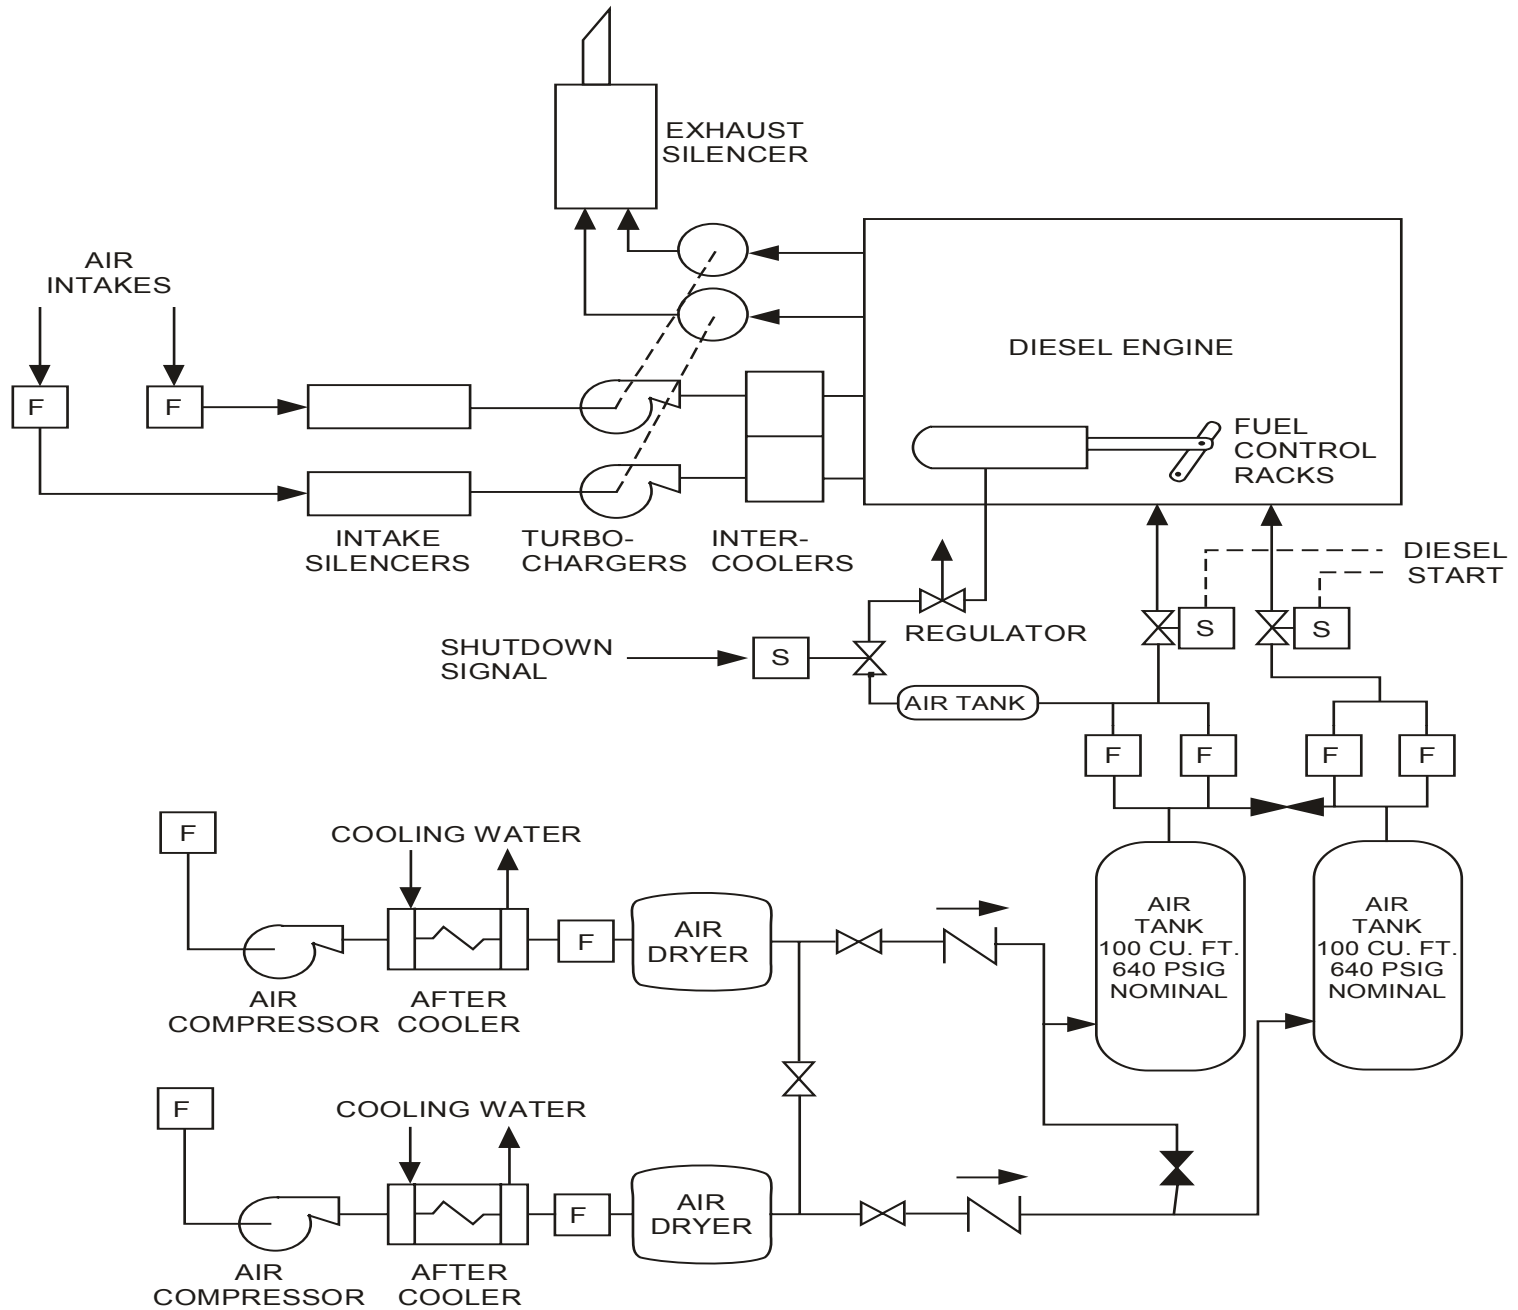 EXHAUST
SILENCER
AIR
INTAKES
DIESEL ENGINE
F
F
FUEL
CONTROL
RACKS
INTAKE
SILENCERS
TURBO-
CHARGERS
INTER-
COOLERS
DIESEL
START
REGULATOR
S
S
SHUTDOWN
SIGNAL
S
AIR TANK
F
F
F
F
F
COOLING WATER
AIR
DRYER
F
AIR
TANK
100 CU. FT.
640 PSIG
NOMINAL
AIR
TANK
100 CU. FT.
640 PSIG
NOMINAL
AIR
COMPRESSOR
AFTER
COOLER
F
COOLING WATER
AIR
DRYER
F
AIR
COMPRESSOR
AFTER
COOLER